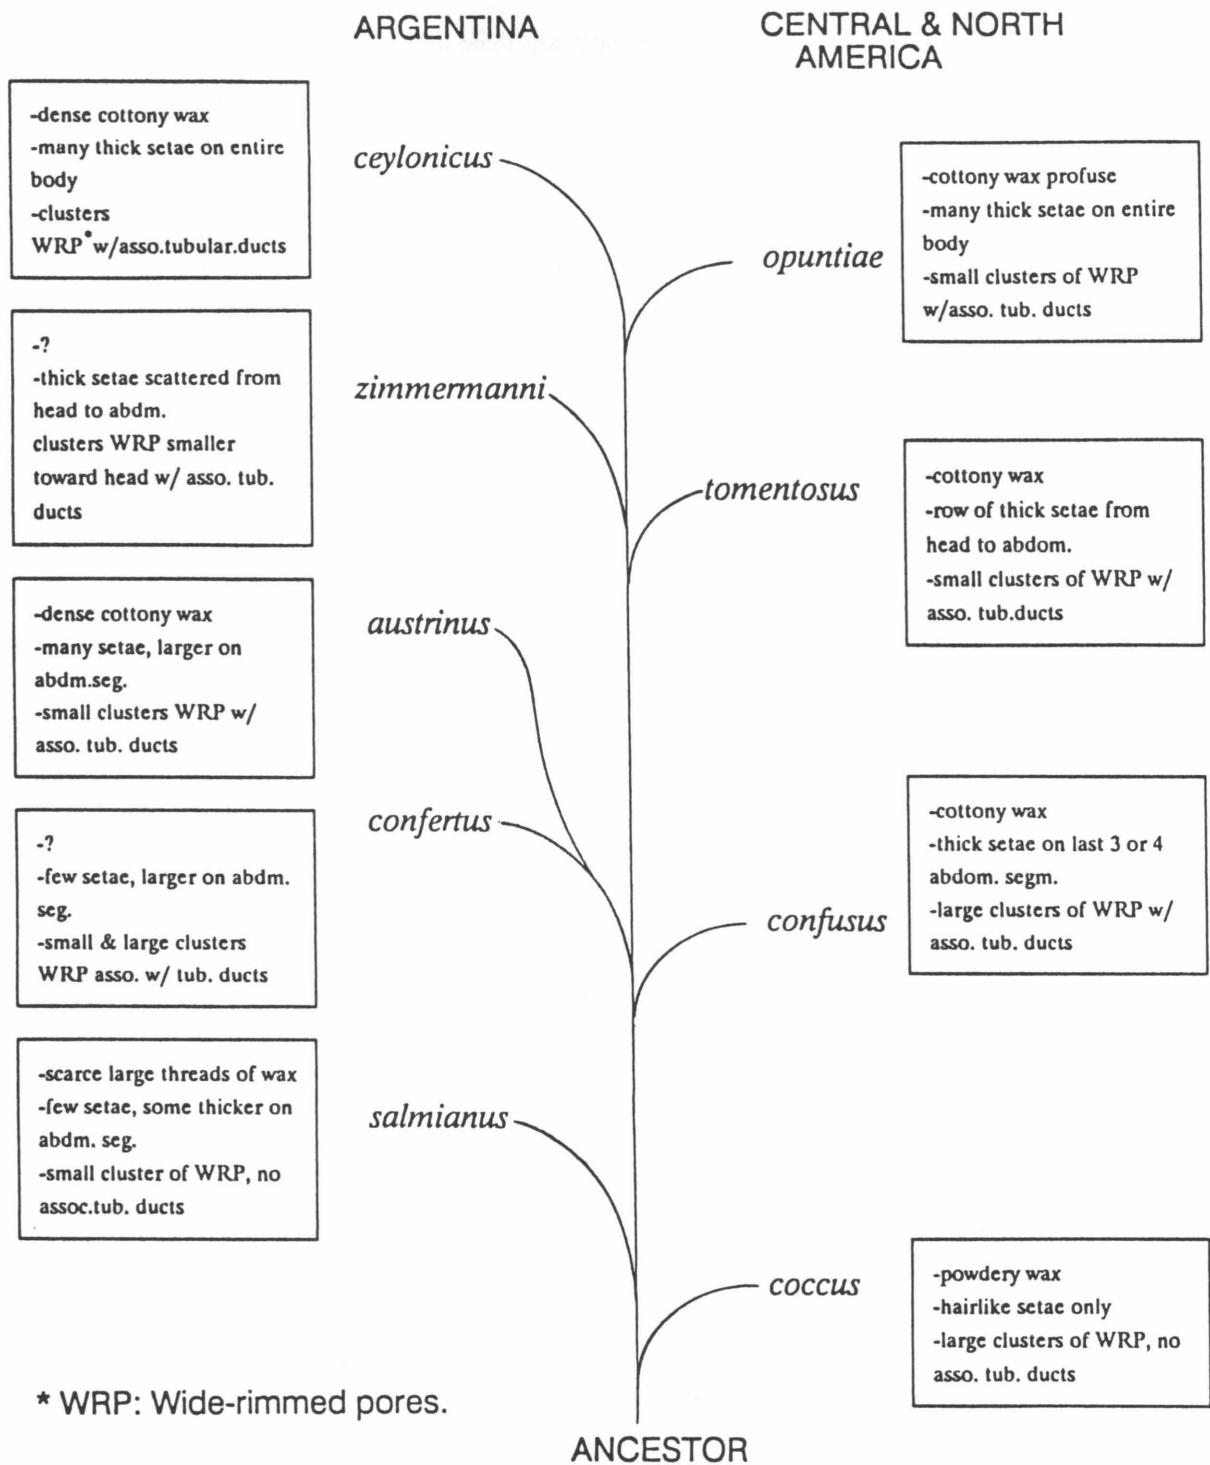 ARGENTINA
CENTRAL & NORTH
AMERICA
-dense cottony wax
-many thick setae on entire
body
-clusters
WRP*w/asso.tubular.ducts
ceylonicus
opuntiae
-cottony wax profuse
-many thick setae on entire
body
-small clusters of WRP
w/asso. tub. ducts
-?
-thick setae scattered from
head to abdm.
clusters WRP smaller
toward head w/ asso. tub.
ducts
zimmermanni
tomentosus
-cottony wax
-row of thick setae from
head to abdom.
-small clusters of WRP w/
asso. tub.ducts
-dense cottony wax
-many setae, larger on
abdm.seg.
-small clusters WRP w/
asso. tub. ducts
austrinus
-?
-few setae, larger on abdm.
seg.
-small & large clusters
WRP asso. w/ tub. ducts
confertus
confusus
-cottony wax
-thick setae on last 3 or 4
abdom. segm.
-large clusters of WRP w/
asso. tub. ducts
-scarce large threads of wax
-few setae, some thicker on
abdm. seg.
-small cluster of WRP, no
assoc.tub. ducts
salmianus
coccus
-powdery wax
-hairlike setae only
-large clusters of WRP, no
asso. tub. ducts
* WRP: Wide-rimmed pores.
ANCESTOR